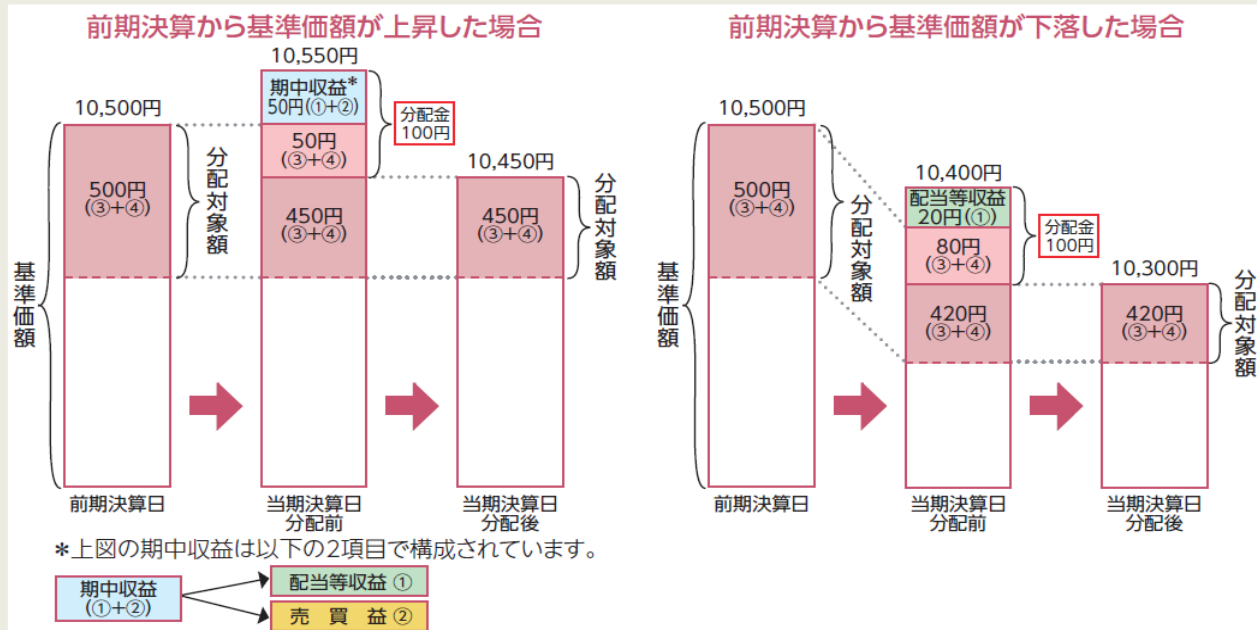 前期決算から基準価額が上昇した場合
10,500円
10,550円
10,450円
期中収益*
50円(①+②)
50円
(③+④)
500円
(③+④)
450円
(③+④)
450円
(③+④)
分配金
100円
分配対象額
分配対象額
基準価額
前期決算日
当期決算日
分配前
当期決算日
分配後
*上図の期中収益は以下の2項目で構成されています。
期中収益
(①+②)
配当等収益 ①
売 買 益 ②
前期決算から基準価額が下落した場合
10,500円
10,400円
10,300円
500円
(③+④)
配当等収益
20円(①)
80円
(③+④)
420円
(③+④)
420円
(③+④)
分配金
100円
分配対象額
分配対象額
基準価額
前期決算日
当期決算日
分配前
当期決算日
分配後